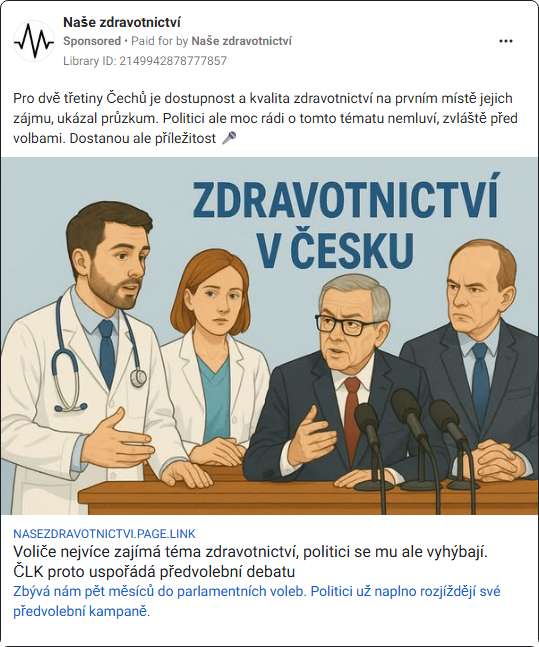 Naše zdravotnictví
Sponsored • Paid for by Naše zdravotnictví
Library ID: 2149942878777857
Pro dvě třetiny Čechů je dostupnost a kvalita zdravotnictví na prvním místě jejich
zájmu, ukázal průzkum. Politici ale moc rádi o tomto tématu nemluví, zvláště před
volbami. Dostanou ale příležitost 🎤
ZDRAVOTNICTVÍ
V ČESKU
NASEZDRAVOTNICTVI.PAGE.LINK
Voliče nejvíce zajímá téma zdravotnictví, politici se mu ale vyhýbají.
ČLK proto uspořádá předvolební debatu
Zbývá nám pět měsíců do parlamentních voleb. Politici už naplno rozjíždějí své
předvolební kampaně.